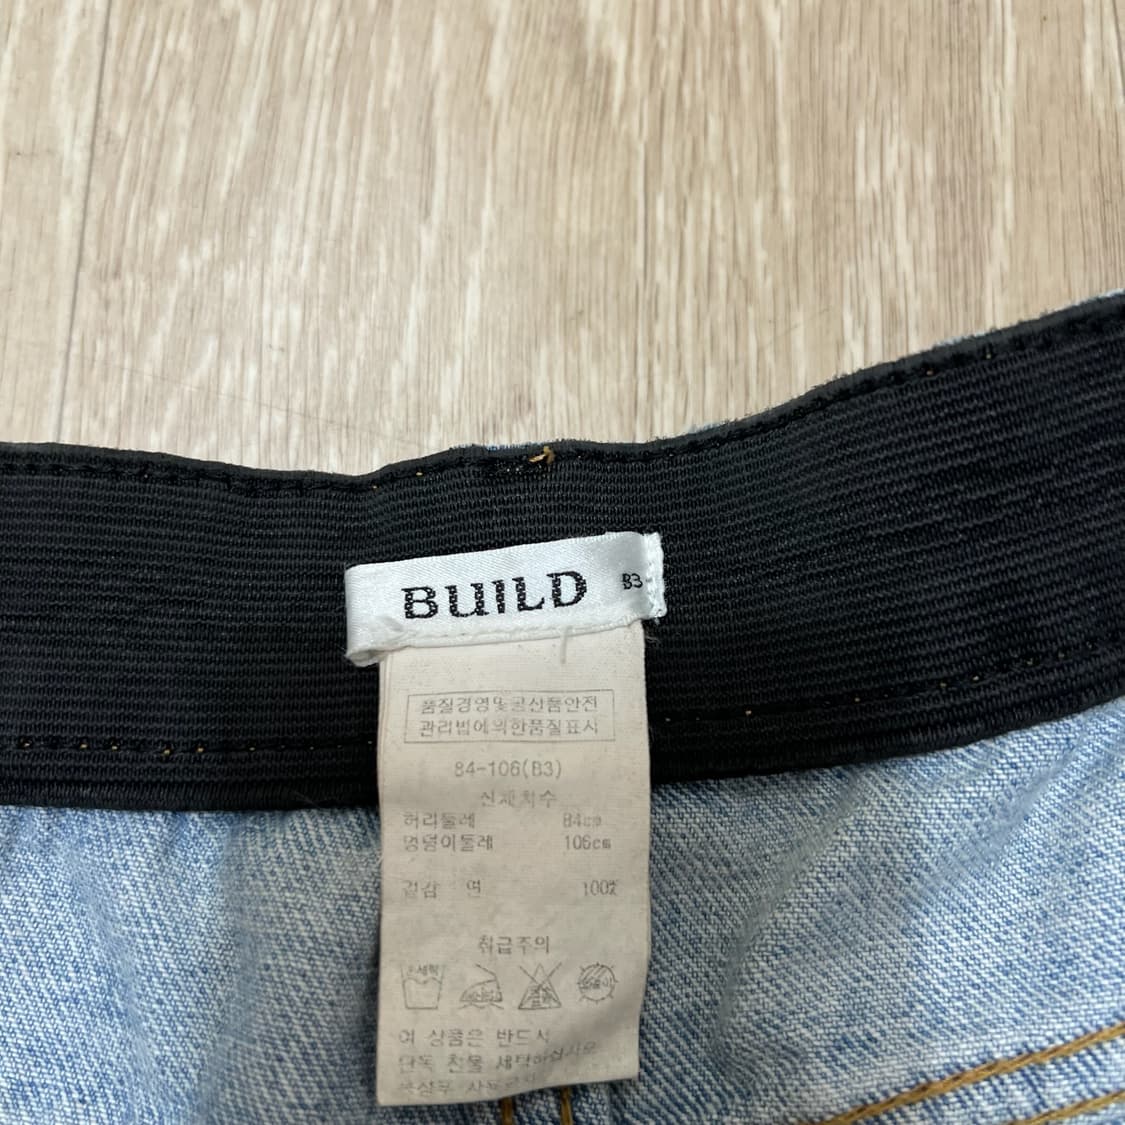 BUILD B3
품질경영및공산품안전
관리법에의한품질표시
84-106(B3)
신체치수
허리둘레 84cm
엉덩이둘레 106cm
겉감 면 100%
취급주의
손세탁
이 상품은 반드시
단독 찬물 세탁하십시오